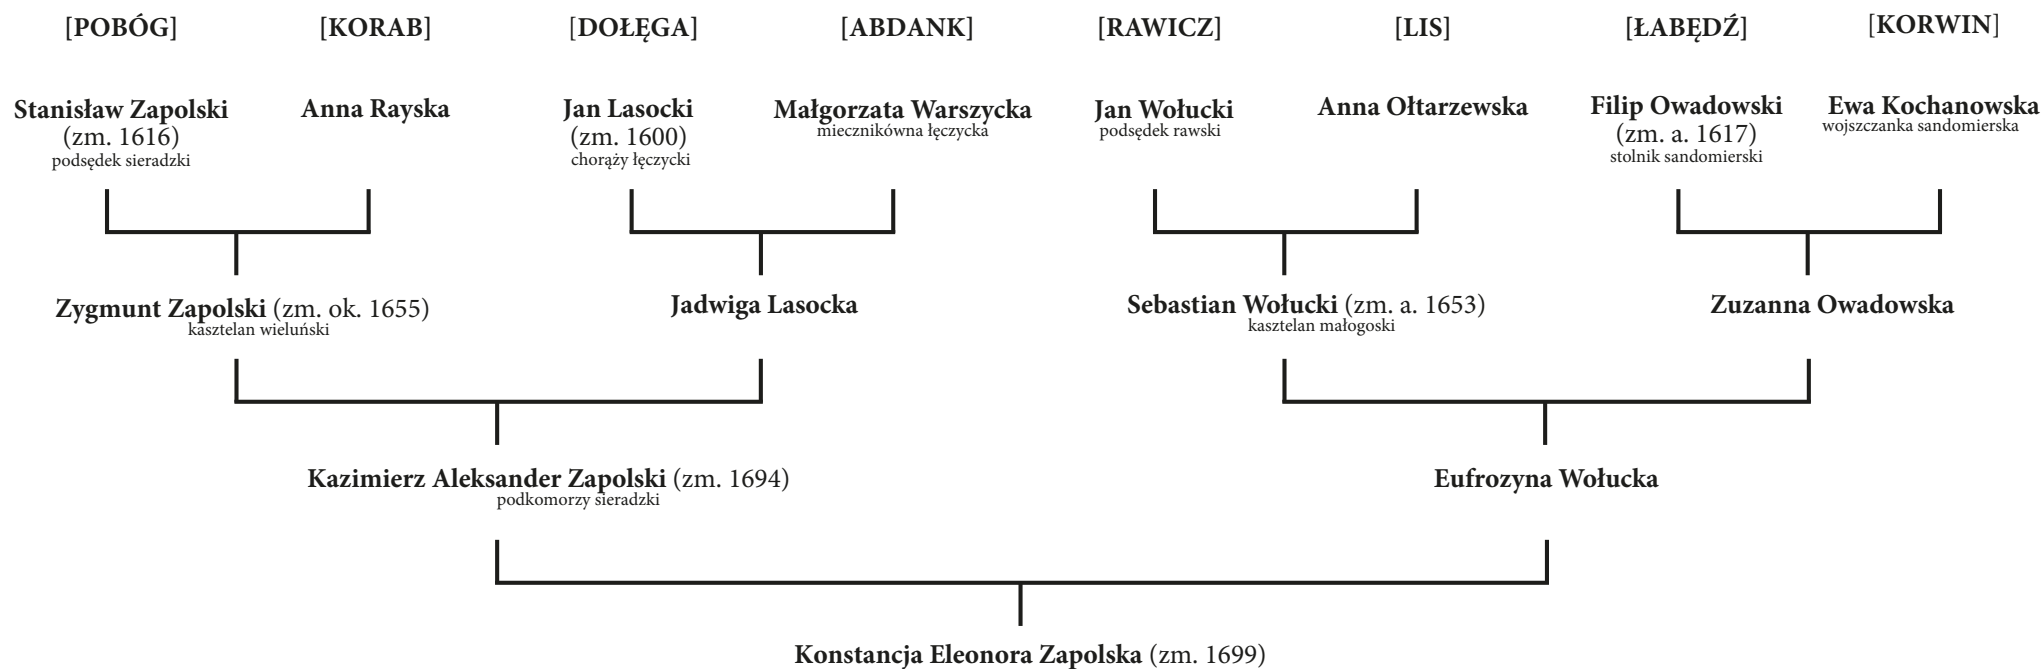 [POBÓG] [KORAB] [DOŁĘGA] [ABDANK] [RAWICZ] [LIS] [ŁABĘDŹ] [KORWIN]
Stanisław Zapolski
(zm. 1616)
podsędek sieradzki
Anna Rayska
Jan Lasocki
(zm. 1600)
chorąży łęczycki
Małgorzata Warszycka
miecznikówna łęczycka
Jan Wołucki
podsędek rawski
Anna Ołtarzewska
Filip Owadowski
(zm. a. 1617)
stolnik sandomierski
Ewa Kochanowska
wojszczanka sandomierska
Zygmunt Zapolski (zm. ok. 1655)
kasztelan wieluński
Jadwiga Lasocka
Sebastian Wołucki (zm. a. 1653)
kasztelan małogoski
Zuzanna Owadowska
Kazimierz Aleksander Zapolski (zm. 1694)
podkomorzy sieradzki
Eufrozyna Wołucka
Konstancja Eleonora Zapolska (zm. 1699)